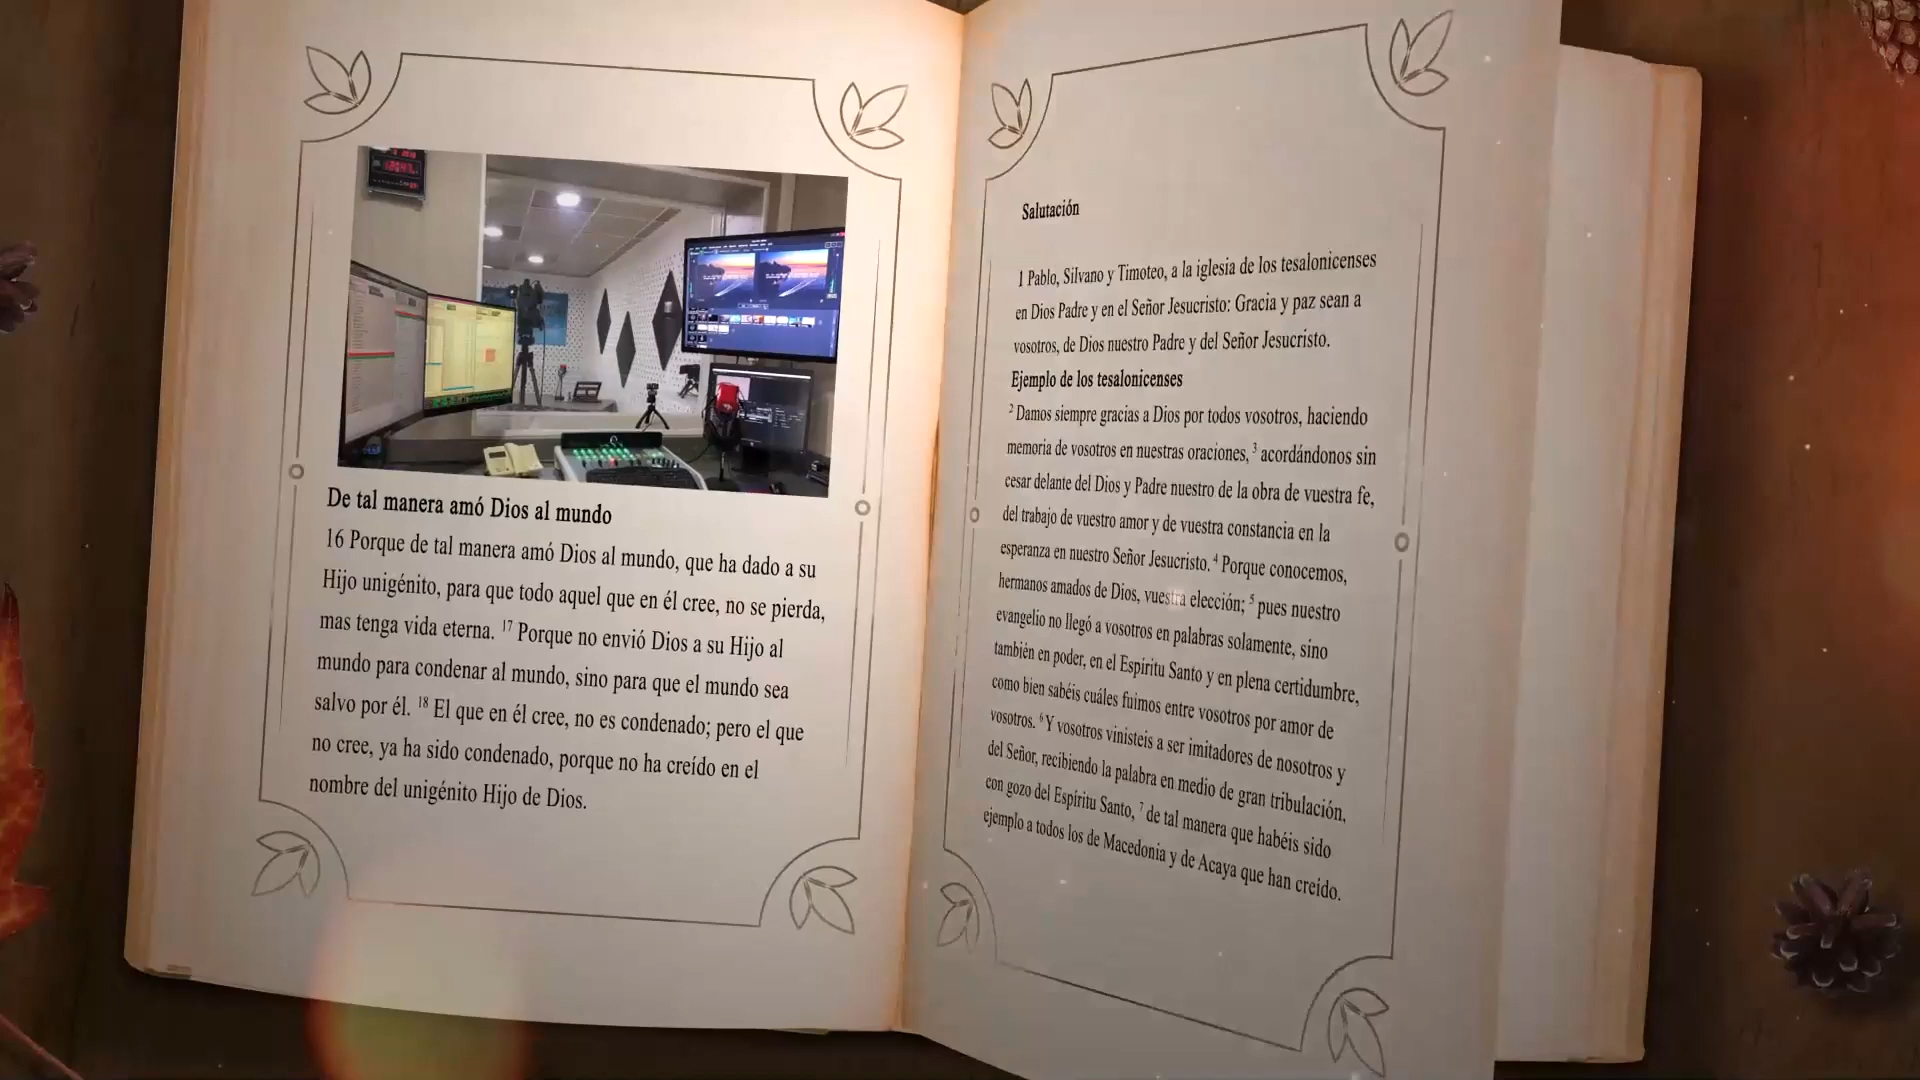 De tal manera amó Dios al mundo
16 Porque de tal manera amó Dios al mundo, que ha dado a su
Hijo unigénito, para que todo aquel que en él cree, no se pierda,
mas tenga vida eterna. 17 Porque no envió Dios a su Hijo al
mundo para condenar al mundo, sino para que el mundo sea
salvo por él. 18 El que en él cree, no es condenado; pero el que
no cree, ya ha sido condenado, porque no ha creído en el
nombre del unigénito Hijo de Dios.
Salutación
1 Pablo, Silvano y Timoteo, a la iglesia de los tesalonicenses
en Dios Padre y en el Señor Jesucristo: Gracia y paz sean a
vosotros, de Dios nuestro Padre y del Señor Jesucristo.
Ejemplo de los tesalonicenses
2 Damos siempre gracias a Dios por todos vosotros, haciendo
memoria de vosotros en nuestras oraciones, 3 acordándonos sin
cesar delante del Dios y Padre nuestro de la obra de vuestra fe,
del trabajo de vuestro amor y de vuestra constancia en la
esperanza en nuestro Señor Jesucristo. 4 Porque conocemos,
hermanos amados de Dios, vuestra elección; 5 pues nuestro
evangelio no llegó a vosotros en palabras solamente, sino
también en poder, en el Espíritu Santo y en plena certidumbre,
como bien sabéis cuáles fuimos entre vosotros por amor de
vosotros. 6 Y vosotros vinisteis a ser imitadores de nosotros y
del Señor, recibiendo la palabra en medio de gran tribulación,
con gozo del Espíritu Santo, 7 de tal manera que habéis sido
ejemplo a todos los de Macedonia y de Acaya que han creído.